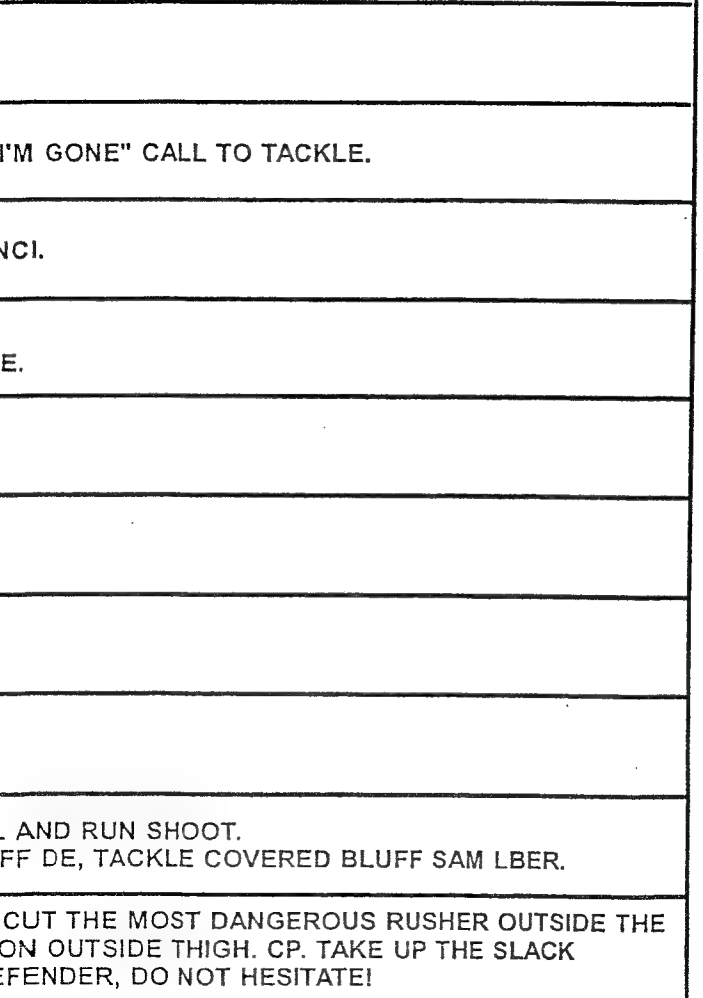 I'M GONE" CALL TO TACKLE.
NCI.
E.
AND RUN SHOOT.
FF DE, TACKLE COVERED BLUFF SAM LBER.
CUT THE MOST DANGEROUS RUSHER OUTSIDE THE
ON OUTSIDE THIGH. CP. TAKE UP THE SLACK
EFENDER, DO NOT HESITATE!